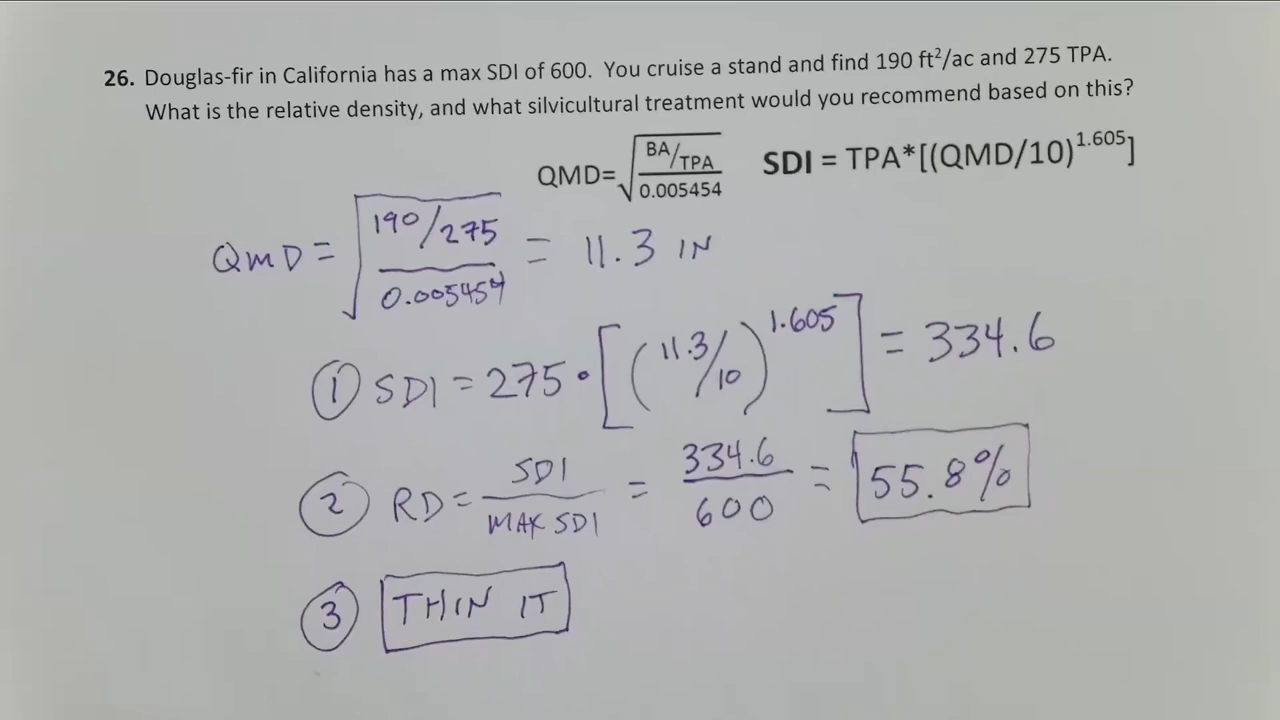 26. Douglas-fir in California has a max SDI of 600. You cruise a stand and find 190 ft²/ac and 275 TPA.
What is the relative density, and what silvicultural treatment would you recommend based on this?
QMD=√((BA/TPA)/0.005454) SDI = TPA*[(QMD/10)^1.605]
QMD = √((190/275)/0.005454) = 11.3 IN
① SDI = 275 • [(11.3/10)^1.605] = 334.6
② RD = SDI/MAX SDI = 334.6/600 = 55.8%
③ THIN IT